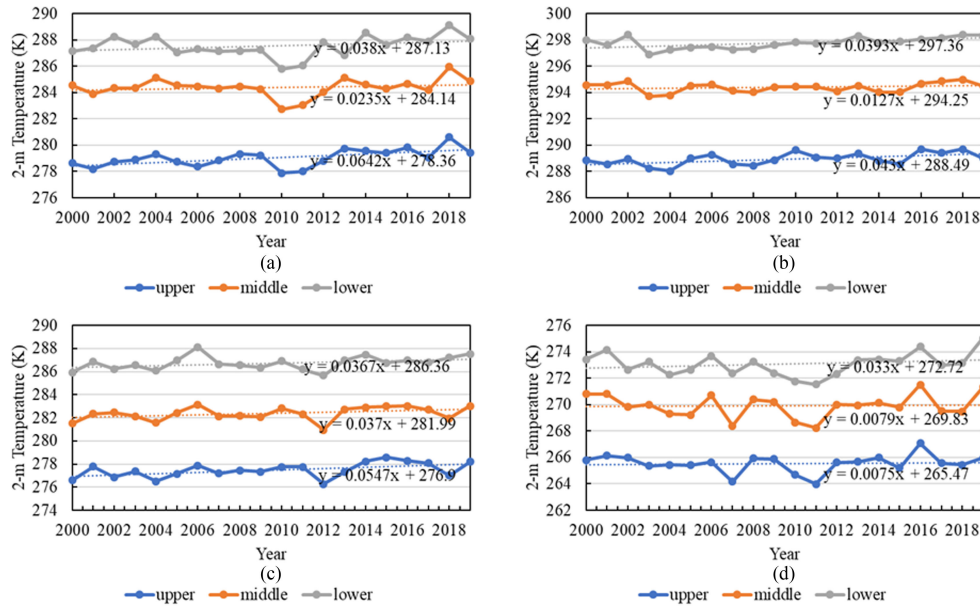 2-m Temperature (K)
290
288
286
284
282
280
278
276
y = 0.038x + 287.13
y = 0.0235x + 284.14
y = 0.0642x + 278.36
2000 2002 2004 2006 2008 2010 2012 2014 2016 2018
Year
(a)
upper middle lower
2-m Temperature (K)
300
298
296
294
292
290
288
286
y = 0.0393x + 297.36
y = 0.0127x + 294.25
y = 0.043x + 288.49
2000 2002 2004 2006 2008 2010 2012 2014 2016 2018
Year
(b)
upper middle lower
2-m Temperature (K)
290
288
286
284
282
280
278
276
274
y = 0.0367x + 286.36
y = 0.037x + 281.99
y = 0.0547x + 276.9
2000 2002 2004 2006 2008 2010 2012 2014 2016 2018
Year
(c)
upper middle lower
2-m Temperature (K)
276
274
272
270
268
266
264
262
y = 0.033x + 272.72
y = 0.0079x + 269.83
y = 0.0075x + 265.47
2000 2002 2004 2006 2008 2010 2012 2014 2016 2018
Year
(d)
upper middle lower